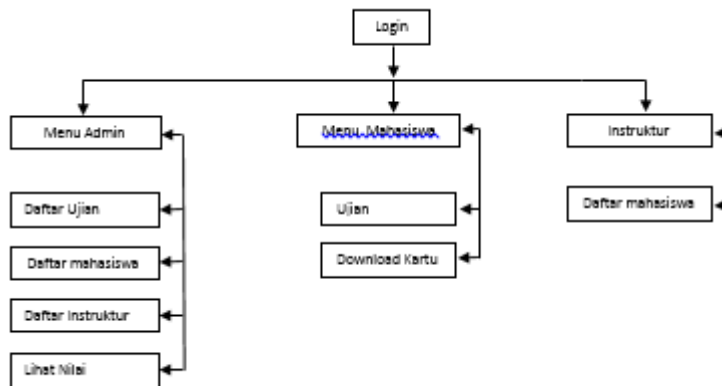 Login
Menu Admin
Menu Mahasiswa
Instruktur
Daftar Ujian
Ujian
Daftar mahasiswa
Daftar mahasiswa
Download Kartu
Daftar Instruktur
Lihat Nilai